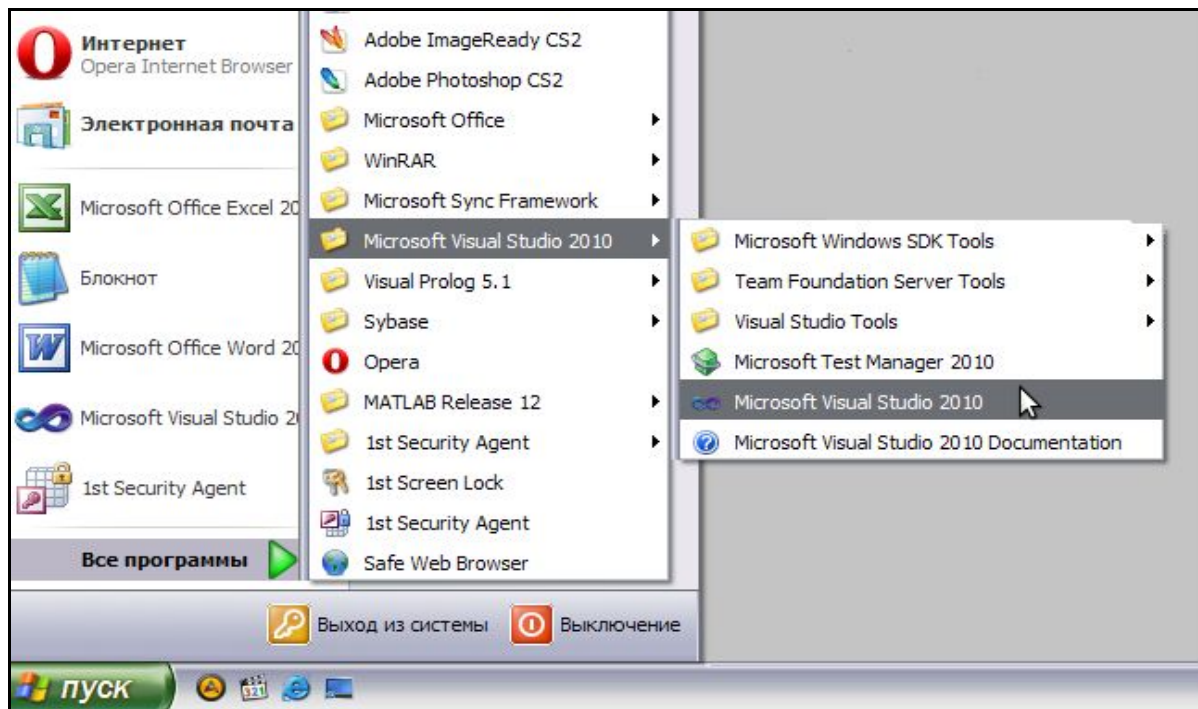 Интернет
Opera Internet Browser
Электронная почта
Microsoft Office Excel 20
Блокнот
Microsoft Office Word 20
Microsoft Visual Studio 2
1st Security Agent
Все программы
Adobe ImageReady CS2
Adobe Photoshop CS2
Microsoft Office
WinRAR
Microsoft Sync Framework
Microsoft Visual Studio 2010
Visual Prolog 5.1
Sybase
Opera
MATLAB Release 12
1st Security Agent
1st Screen Lock
1st Security Agent
Safe Web Browser
Microsoft Windows SDK Tools
Team Foundation Server Tools
Visual Studio Tools
Microsoft Test Manager 2010
Microsoft Visual Studio 2010
Microsoft Visual Studio 2010 Documentation
Выход из системы
Выключение
пуск